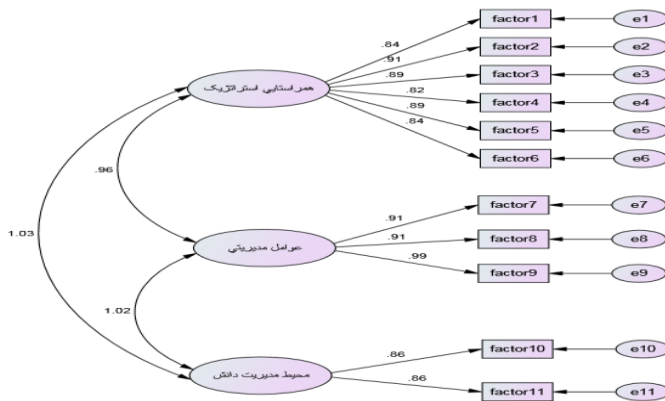 factor1
e1
.84
factor2
e2
.91
factor3
e3
.89
همراستایي استراتژیک
factor4
e4
.82
factor5
e5
.89
factor6
e6
.84
.96
factor7
e7
.91
1.03
عوامل مدیریتي
factor8
e8
.91
factor9
e9
.99
1.02
factor10
e10
.86
محیط مدیریت دانش
factor11
e11
.86